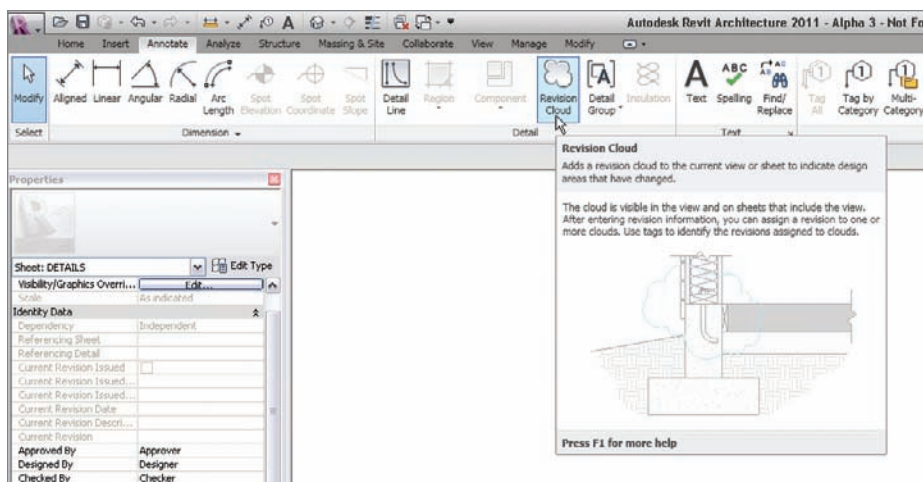 Autodesk Revit Architecture 2011 - Alpha 3 - Not Fo
Home Insert Annotate Analyze Structure Massing & Site Collaborate View Manage Modify
Modify Aligned Linear Angular Radial Arc Length Spot Elevation Spot Coordinate Spot Slope Detail Line Region Component Revision Cloud Detail Group Insulation Text Spelling Find/ Replace Tag All Tag by Category Multi- Category
Select Dimension Detail Text
Revision Cloud
Adds a revision cloud to the current view or sheet to indicate design
areas that have changed.
The cloud is visible in the view and on sheets that include the view.
After entering revision information, you can assign a revision to one or
more clouds. Use tags to identify the revisions assigned to clouds.
Press F1 for more help
Properties
Sheet: DETAILS Edit Type
Visibility/Graphics Overri... Edit...
Scale As indicated
Identity Data
Dependency Independent
Referencing Sheet
Referencing Detail
Current Revision Issued
Current Revision Issued...
Current Revision Issued...
Current Revision Date
Current Revision Descri...
Current Revision
Approved By Approver
Designed By Designer
Checked By Checker